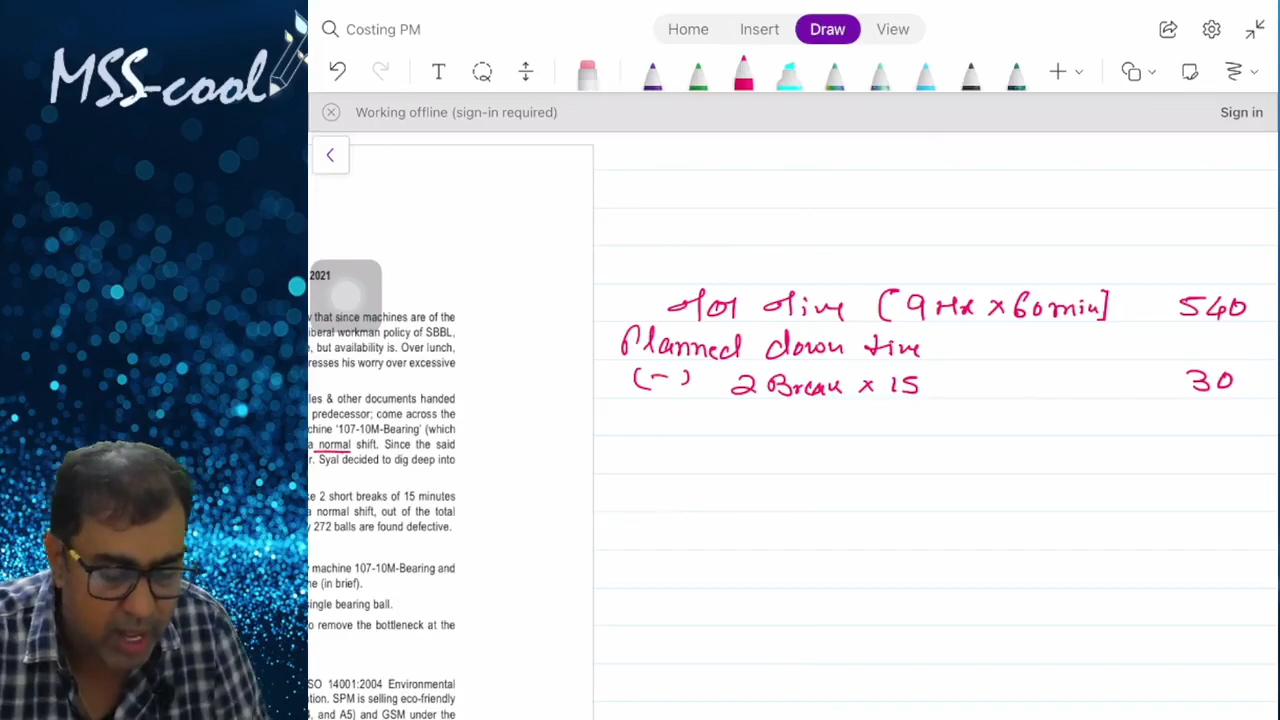 MSS-cool
Costing PM
Home Insert Draw View
Working offline (sign-in required)
Sign in
2021
w that since machines are of the
iberal workman policy of SBBL,
, but availability is. Over lunch,
resses his worry over excessive
les & other documents handed
predecessor; come across the
chine '107-10M-Bearing' (which
a normal shift. Since the said
r. Syal decided to dig deep into
ke 2 short breaks of 15 minutes
a normal shift, out of the total
y 272 balls are found defective.
y machine 107-10M-Bearing and
ne (in brief).
single bearing ball.
o remove the bottleneck at the
SO 14001:2004 Environmental
ation. SPM is selling eco-friendly
, and A5) and GSM under the
[9 Hr x 60 min] 540
Planned down time
(-) 2 Break x 15 30